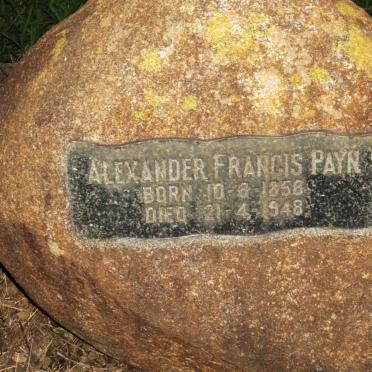 ALEXANDER FRANCIS PAYN
BORN 10-8-1858
DIED 21-4-1948